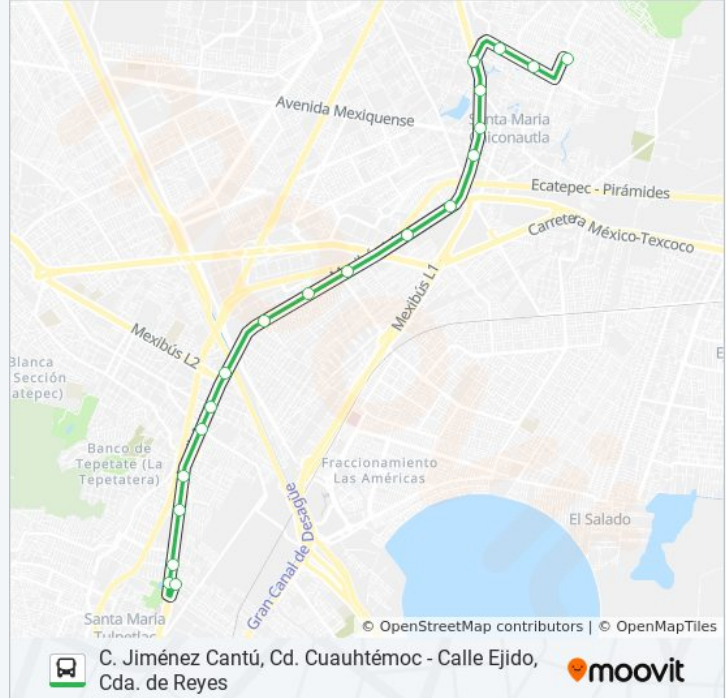 Avenida Mexiquense
Santa María
Chiconautla
Ecatepec - Pirámides
Carretera México-Texcoco
Mexibús L1
Mexibús L2
Blanca
Sección
atepec)
Banco de
Tepetate (La
Tepetatera)
Fraccionamiento
Las Américas
Gran Canal de Desagüe
El Salado
Santa María
Tulpetlac
© OpenStreetMap contributors | © OpenMapTiles
C. Jiménez Cantú, Cd. Cuauhtémoc - Calle Ejido,
Cda. de Reyes
moovit